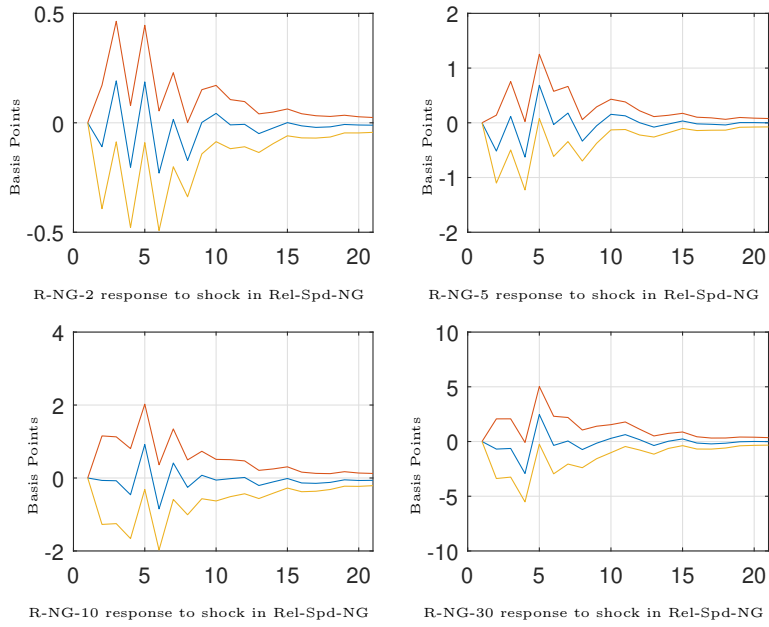 0.5
0
-0.5
Basis Points
0 5 10 15 20
R-NG-2 response to shock in Rel-Spd-NG
2
1
0
-1
-2
Basis Points
0 5 10 15 20
R-NG-5 response to shock in Rel-Spd-NG
4
2
0
-2
Basis Points
0 5 10 15 20
R-NG-10 response to shock in Rel-Spd-NG
10
5
0
-5
-10
Basis Points
0 5 10 15 20
R-NG-30 response to shock in Rel-Spd-NG